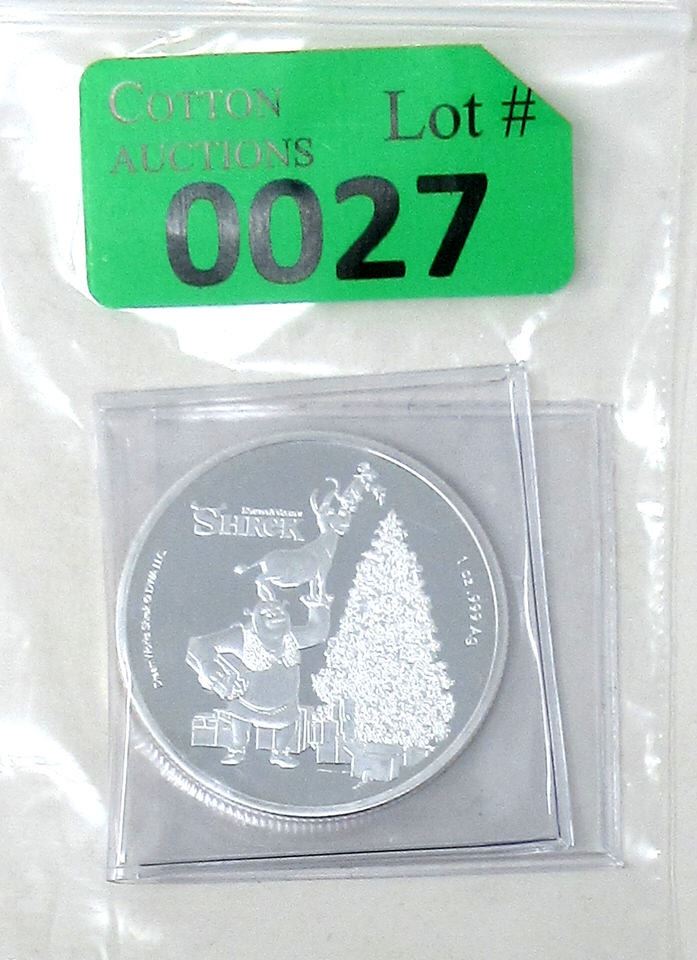 COTTON
AUCTIONS
Lot #
0027
SHREK
1 oz .999 Ag